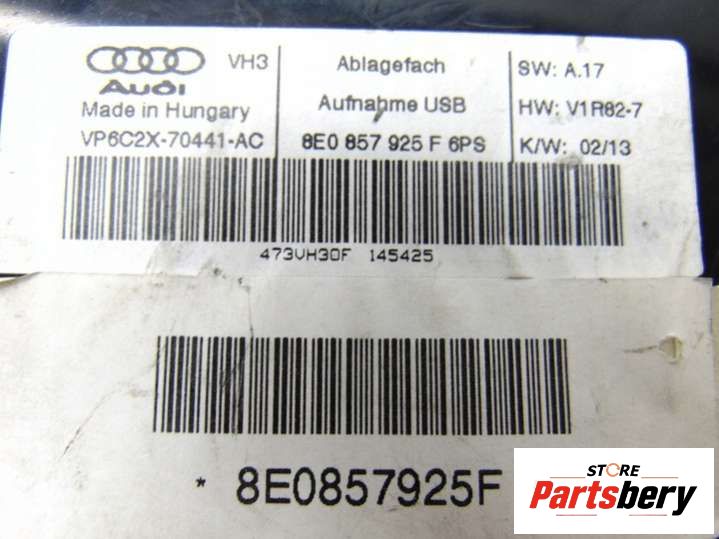 Audi
VH3
Made in Hungary
VP6C2X-70441-AC
Ablagefach
Aufnahme USB
8E0 857 925 F 6PS
SW: A.17
HW: V1R82-7
K/W: 02/13
473VH30F 145425
* 8E0857925F
STORE
Partsbery